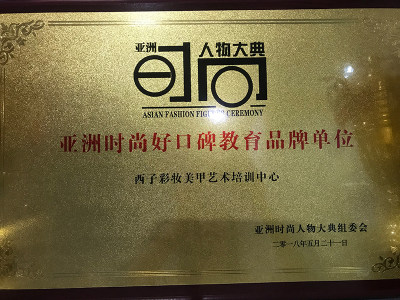 亚洲 时尚 人物大典
ASIAN FASHION FIGURES CEREMONY
亚洲时尚好口碑教育品牌单位
西子彩妆美甲艺术培训中心
亚洲时尚人物大典组委会
二零一八年五月二十一日